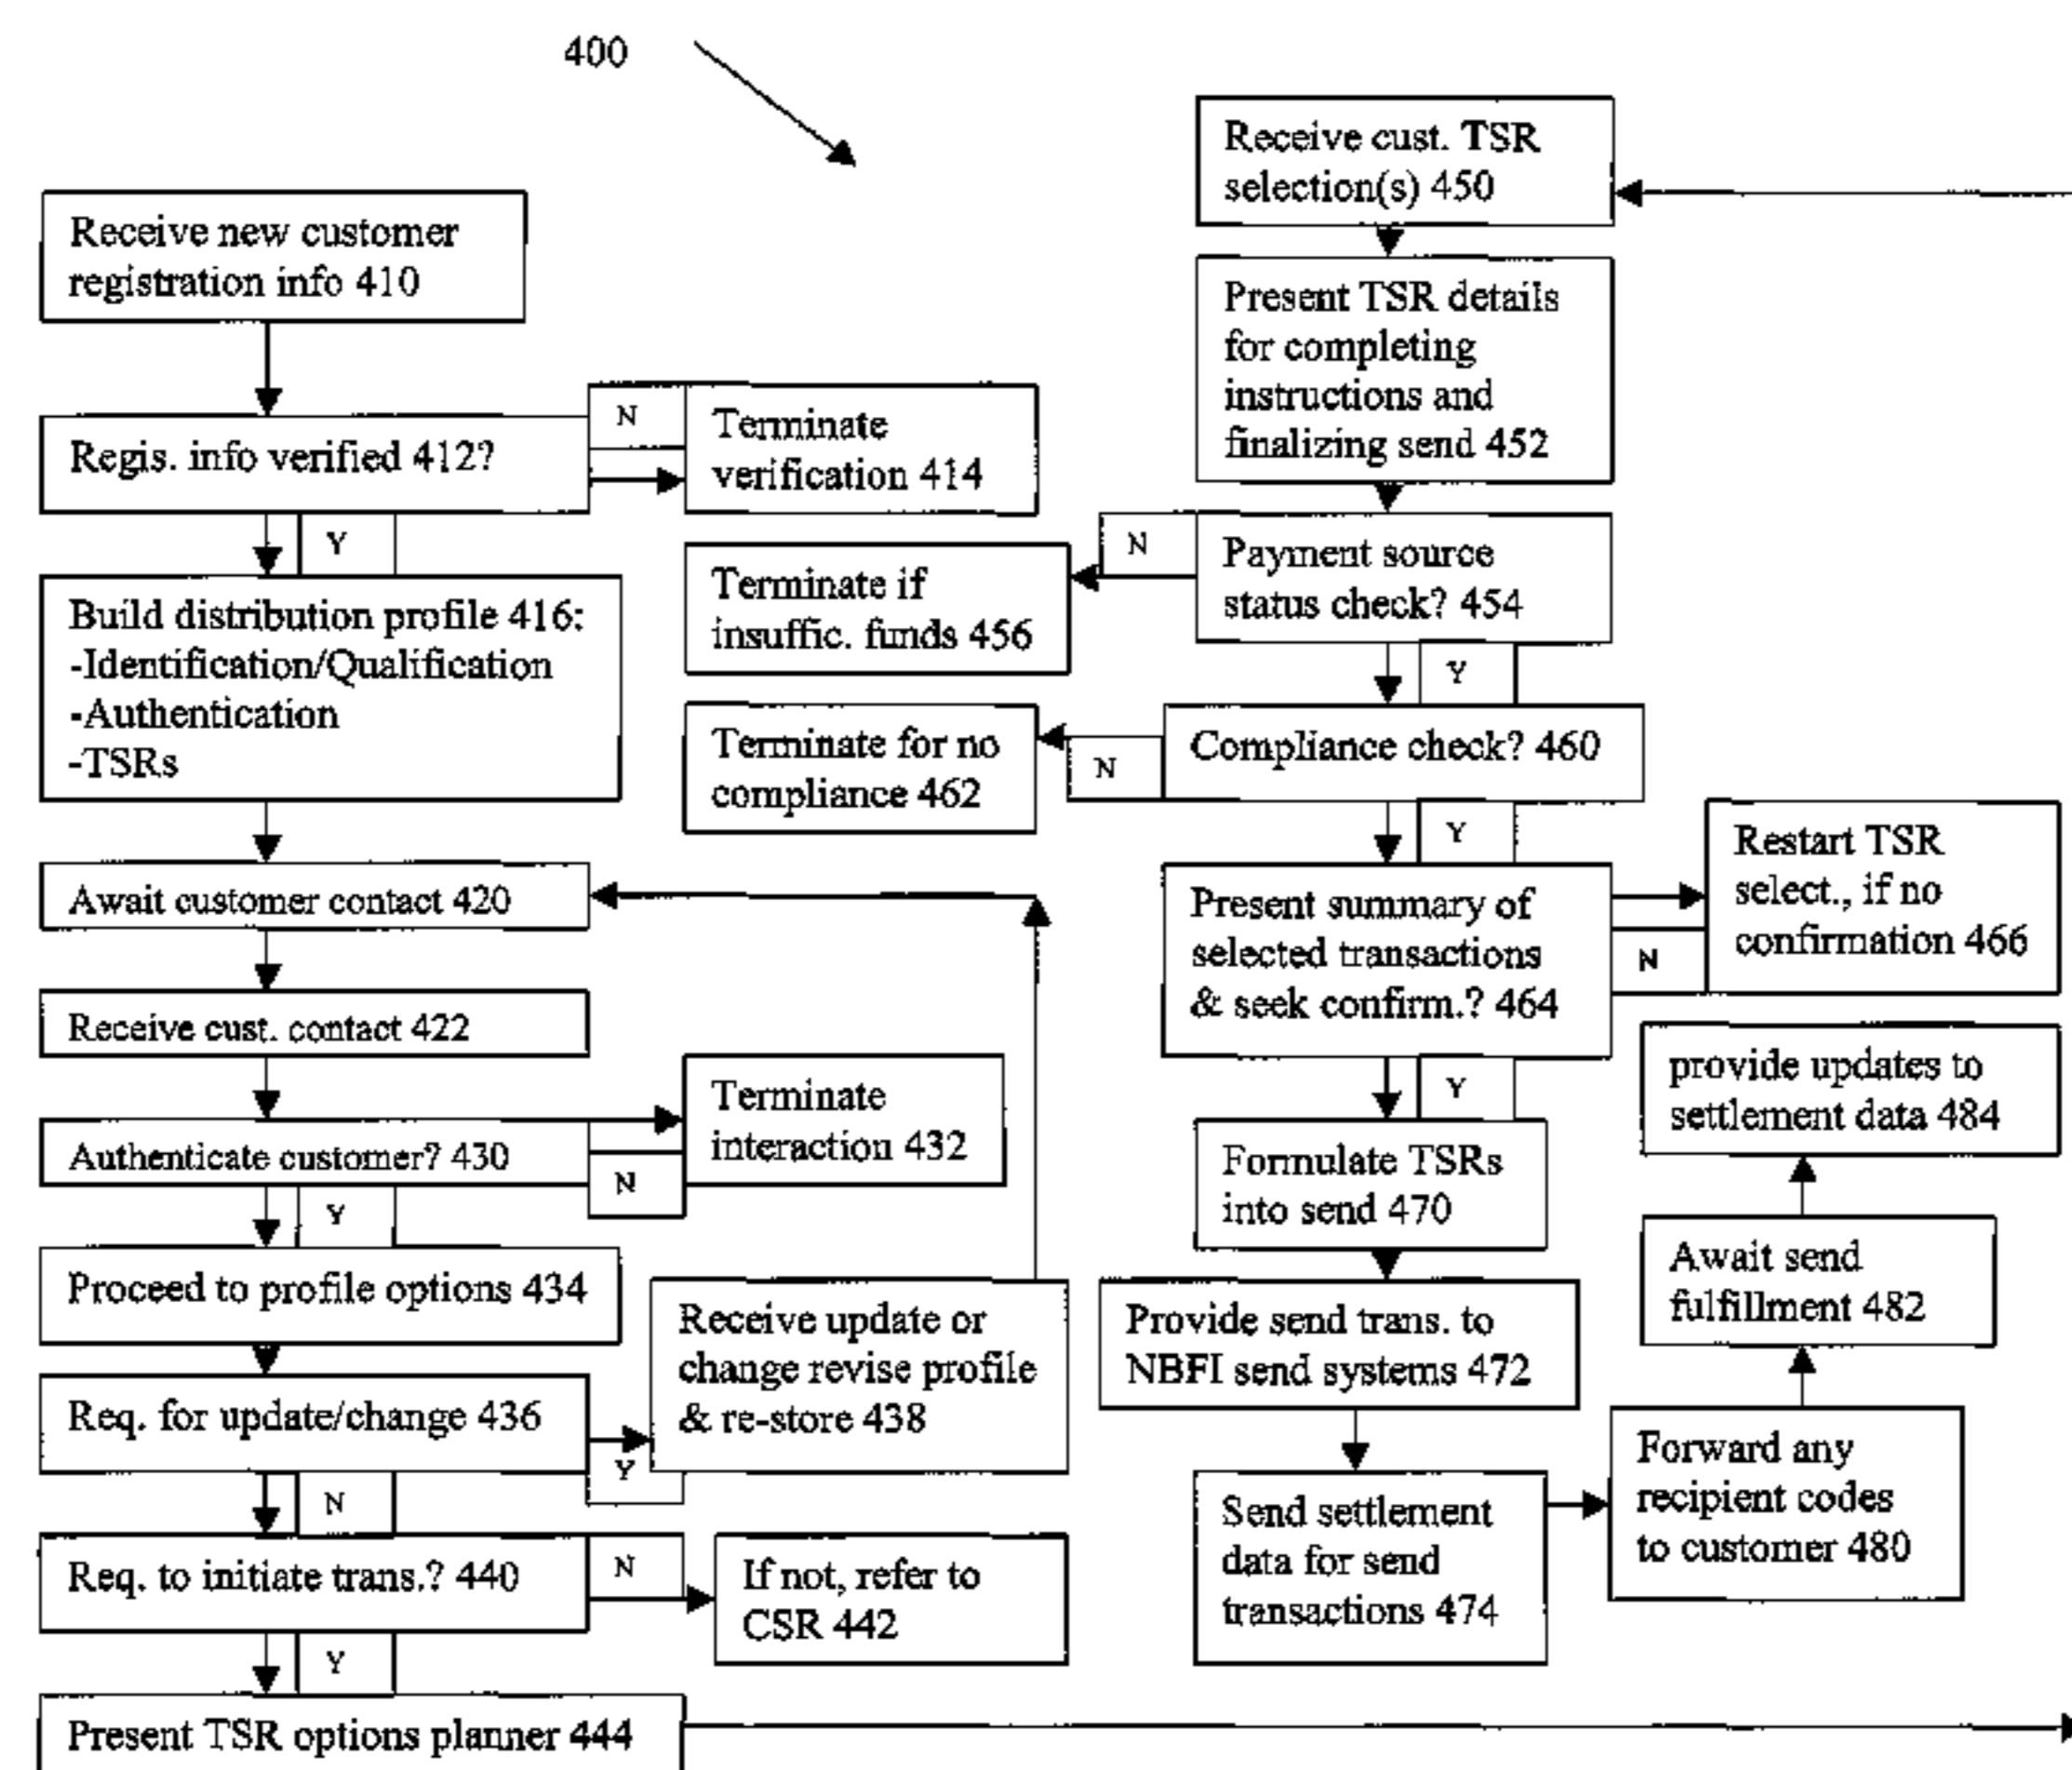 400
Receive new customer
registration info 410
Regis. info verified 412?
N
Terminate
verification 414
Y
Build distribution profile 416:
-Identification/Qualification
-Authentication
-TSRs
Await customer contact 420
Receive cust. contact 422
Authenticate customer? 430
Terminate
interaction 432
N
Y
Proceed to profile options 434
Req. for update/change 436
Receive update or
change revise profile
& re-store 438
Y
N
Req. to initiate trans.? 440
N
If not, refer to
CSR 442
Y
Present TSR options planner 444
Receive cust. TSR
selection(s) 450
Present TSR details
for completing
instructions and
finalizing send 452
Payment source
status check? 454
N
Terminate if
insuffic. funds 456
Y
Compliance check? 460
N
Terminate for no
compliance 462
Y
Present summary of
selected transactions
& seek confirm.? 464
Restart TSR
select., if no
confirmation 466
N
Y
Formulate TSRs
into send 470
Provide send trans. to
NBFI send systems 472
Send settlement
data for send
transactions 474
Forward any
recipient codes
to customer 480
Await send
fulfillment 482
provide updates to
settlement data 484